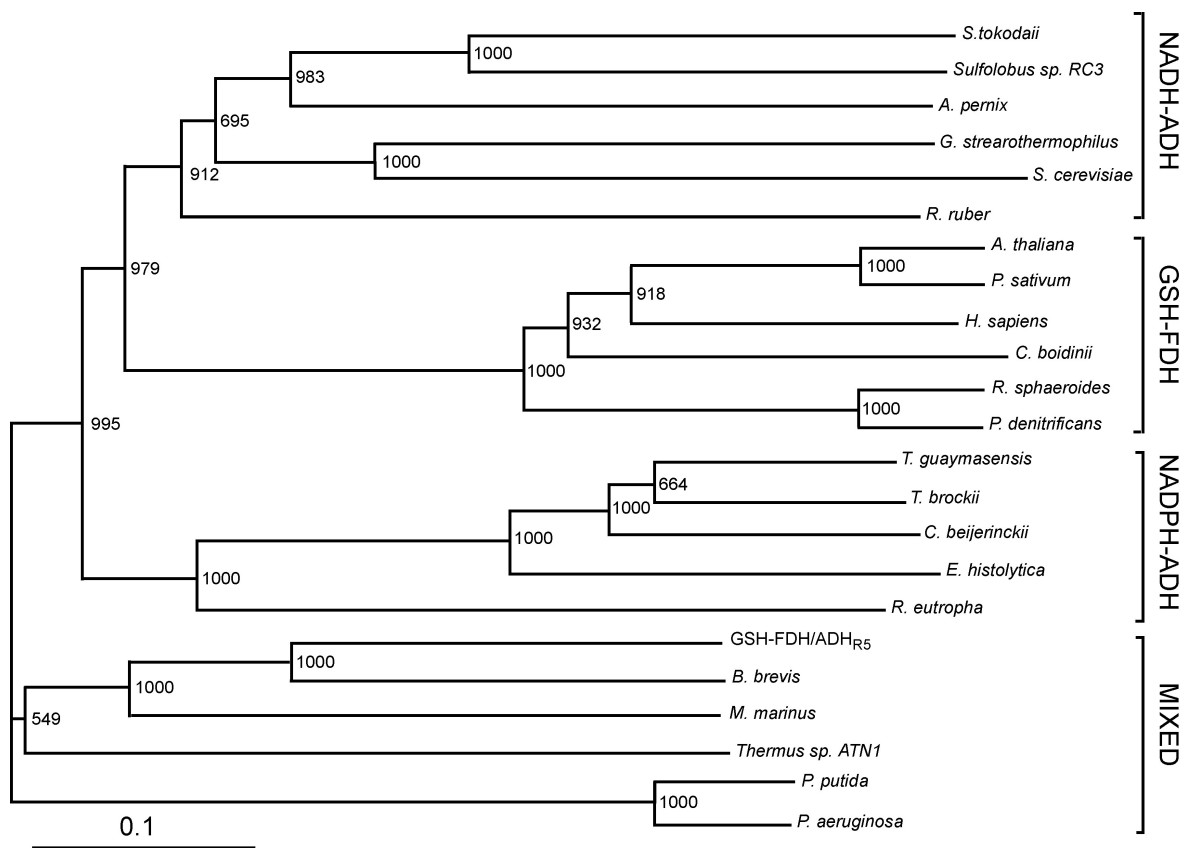 S.tokodaii
1000
Sulfolobus sp. RC3
983
A. pernix
695
G. strearothermophilus
1000
S. cerevisiae
912
R. ruber
NADH-ADH
979
A. thaliana
1000
P. sativum
918
H. sapiens
932
C. boidinii
1000
R. sphaeroides
1000
P. denitrificans
GSH-FDH
995
T. guaymasensis
664
T. brockii
1000
C. beijerinckii
1000
E. histolytica
1000
R. eutropha
NADPH-ADH
GSH-FDH/ADHR5
1000
B. brevis
1000
M. marinus
549
Thermus sp. ATN1
P. putida
1000
P. aeruginosa
MIXED
0.1